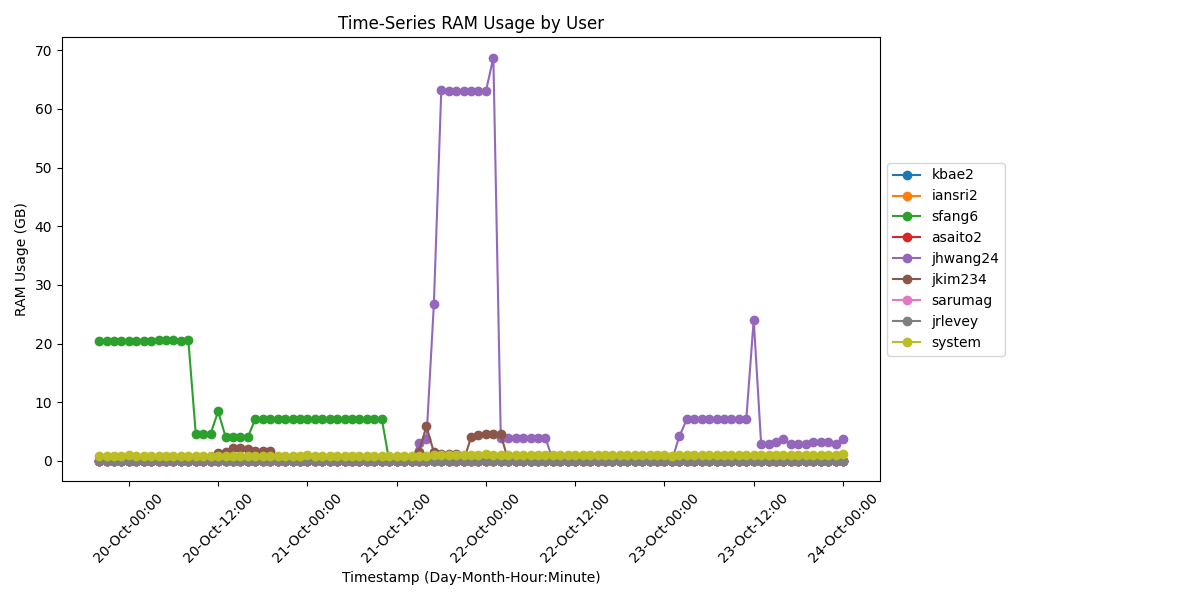 Time-Series RAM Usage by User
RAM Usage (GB)
70
60
50
40
30
20
10
0
20-Oct-00:00
20-Oct-12:00
21-Oct-00:00
21-Oct-12:00
22-Oct-00:00
22-Oct-12:00
23-Oct-00:00
23-Oct-12:00
24-Oct-00:00
Timestamp (Day-Month-Hour:Minute)
kbae2
iansri2
sfang6
asaito2
jhwang24
jkim234
sarumag
jrlevey
system